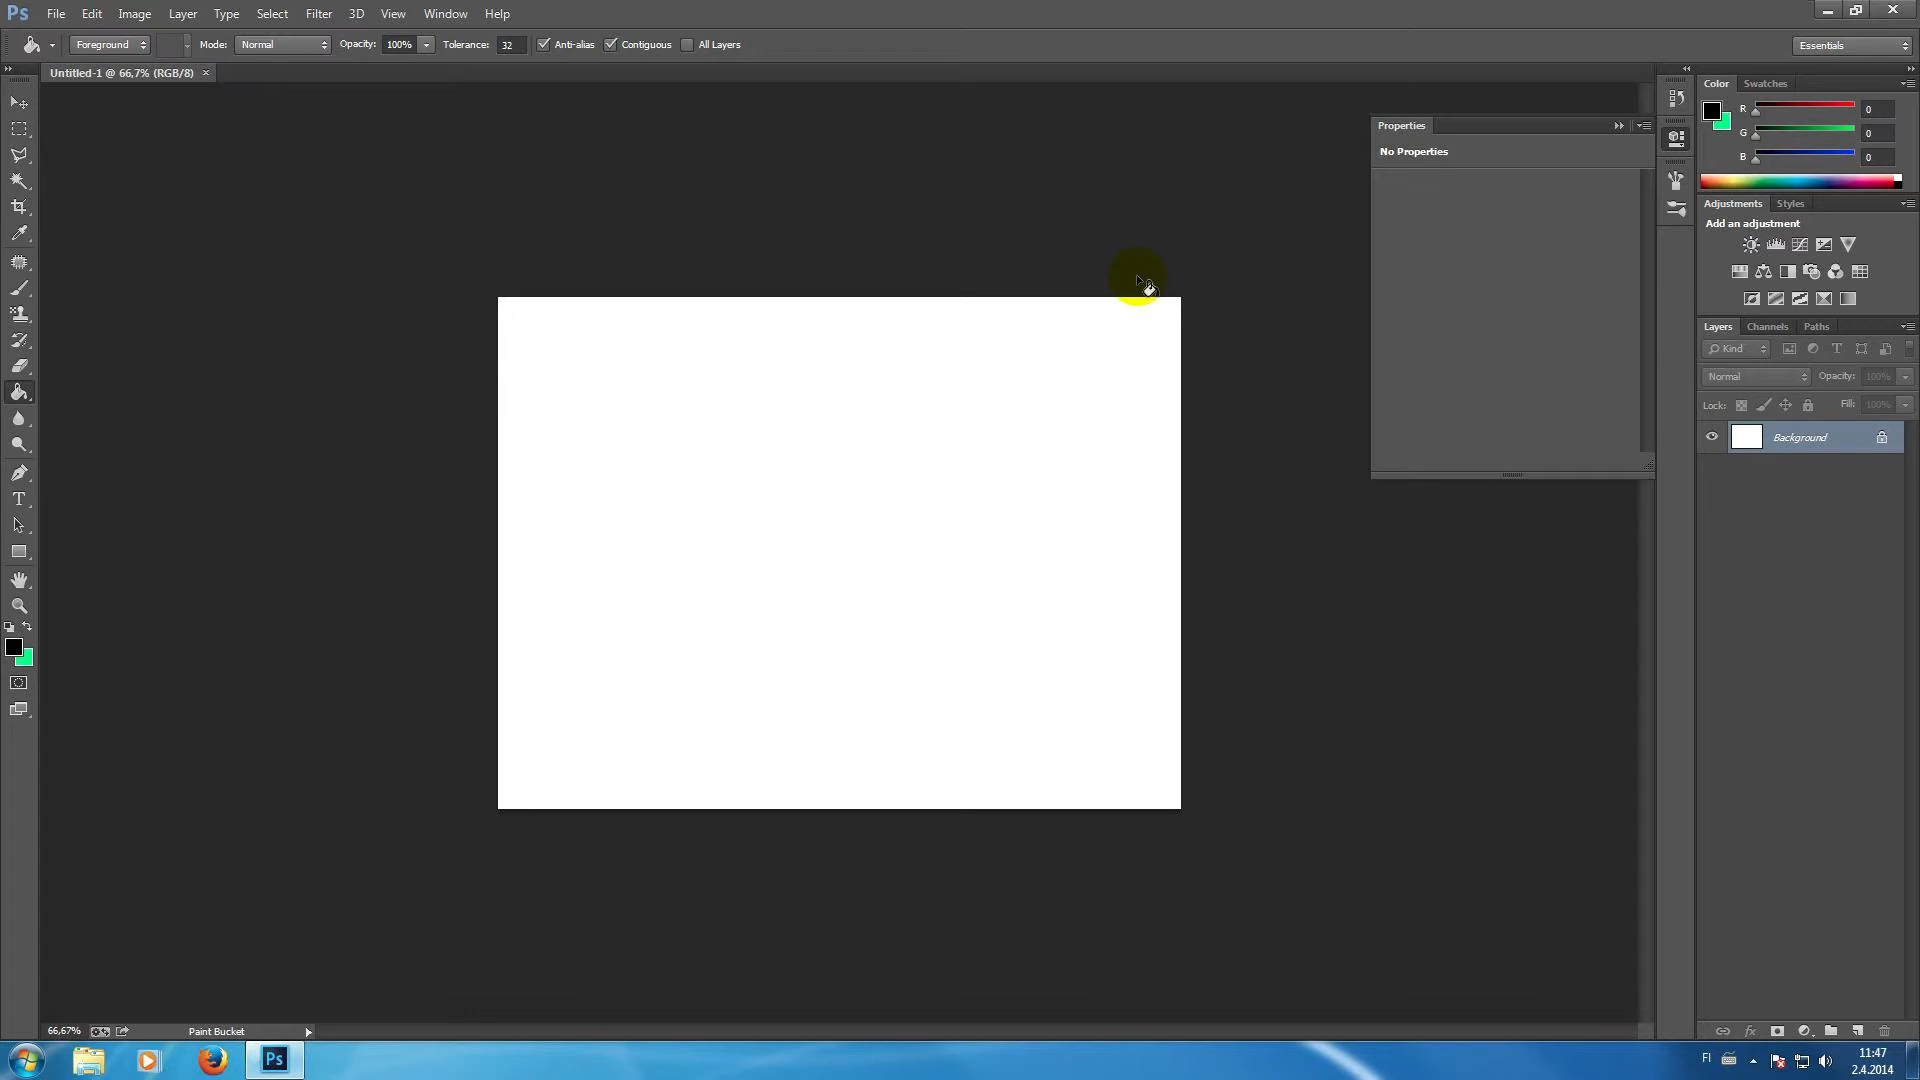 Ps File Edit Image Layer Type Select Filter 3D View Window Help
Foreground Mode: Normal Opacity: 100% Tolerance: 32 Anti-alias Contiguous All Layers Essentials
Untitled-1 @ 66,7% (RGB/8) ×
Color Swatches
R 0
G 0
B 0
Properties
No Properties
Adjustments Styles
Add an adjustment
Layers Channels Paths
Kind
Normal Opacity: 100%
Lock: Fill: 100%
Background
66,67% Paint Bucket
Ps FI 11:47
2.4.2014